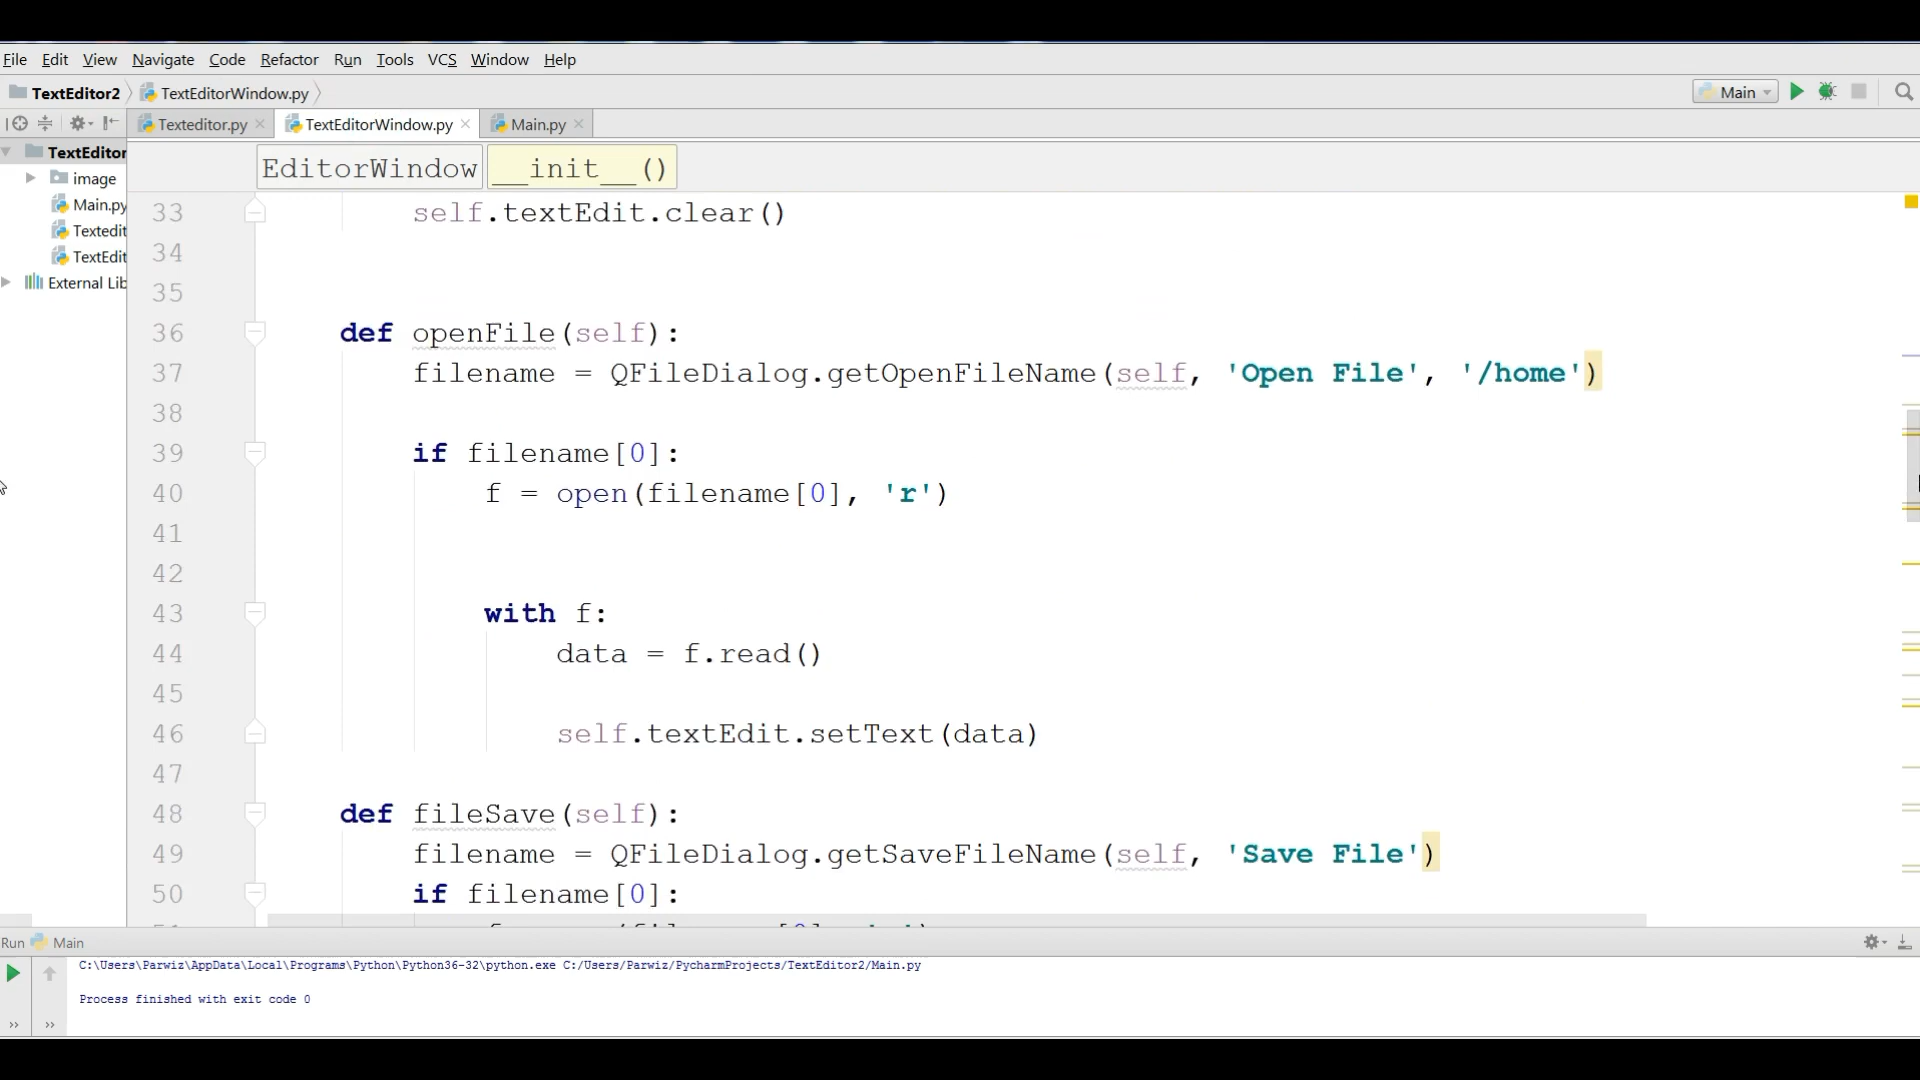 File Edit View Navigate Code Refactor Run Tools VCS Window Help
TextEditor2 TextEditorWindow.py Main
Texteditor.py TextEditorWindow.py Main.py
TextEditor
image
Main.py
Textedit
TextEdit
External Lib
EditorWindow __init__()
33 self.textEdit.clear()
34
35
36 def openFile(self):
37 filename = QFileDialog.getOpenFileName(self, 'Open File', '/home')
38
39 if filename[0]:
40 f = open(filename[0], 'r')
41
42
43 with f:
44 data = f.read()
45
46 self.textEdit.setText(data)
47
48 def fileSave(self):
49 filename = QFileDialog.getSaveFileName(self, 'Save File')
50 if filename[0]:
Run Main
C:\Users\Parwiz\AppData\Local\Programs\Python\Python36-32\python.exe C:/Users/Parwiz/PycharmProjects/TextEditor2/Main.py
Process finished with exit code 0